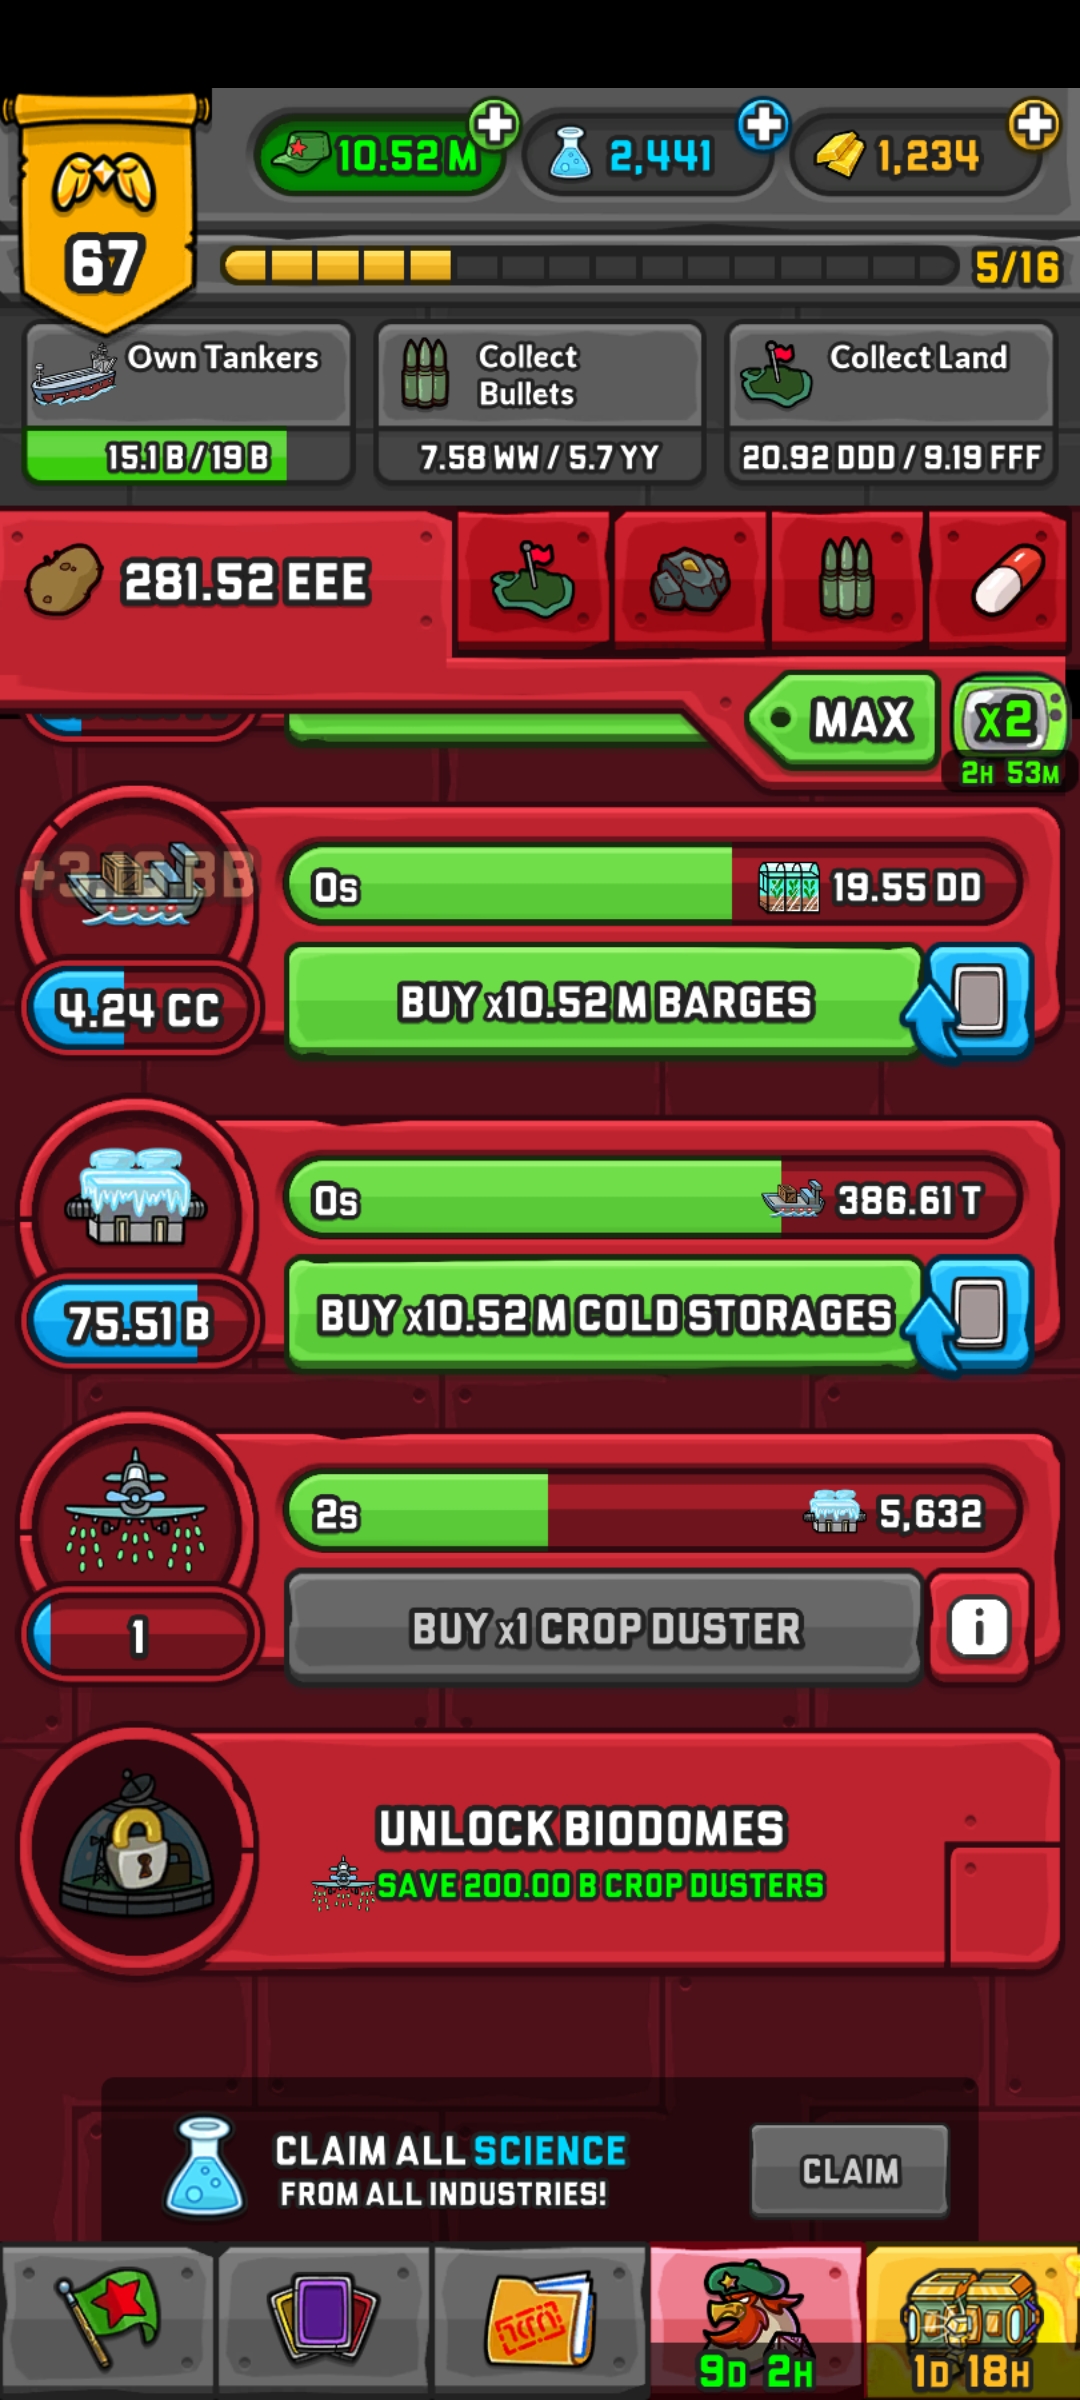 10.52 M
2,441
1,234
67
5/16
Own Tankers
15.1 B / 19 B
Collect
Bullets
7.58 WW / 5.7 YY
Collect Land
20.92 DDD / 9.19 FFF
281.52 EEE
MAX
x2
2H 53M
0s
19.55 DD
4.24 CC
BUY x10.52 M BARGES
0s
386.61 T
75.51 B
BUY x10.52 M COLD STORAGES
2s
5,632
1
BUY x1 CROP DUSTER
i
UNLOCK BIODOMES
SAVE 200.00 B CROP DUSTERS
CLAIM ALL SCIENCE
FROM ALL INDUSTRIES!
CLAIM
9D 2H
1D 18H